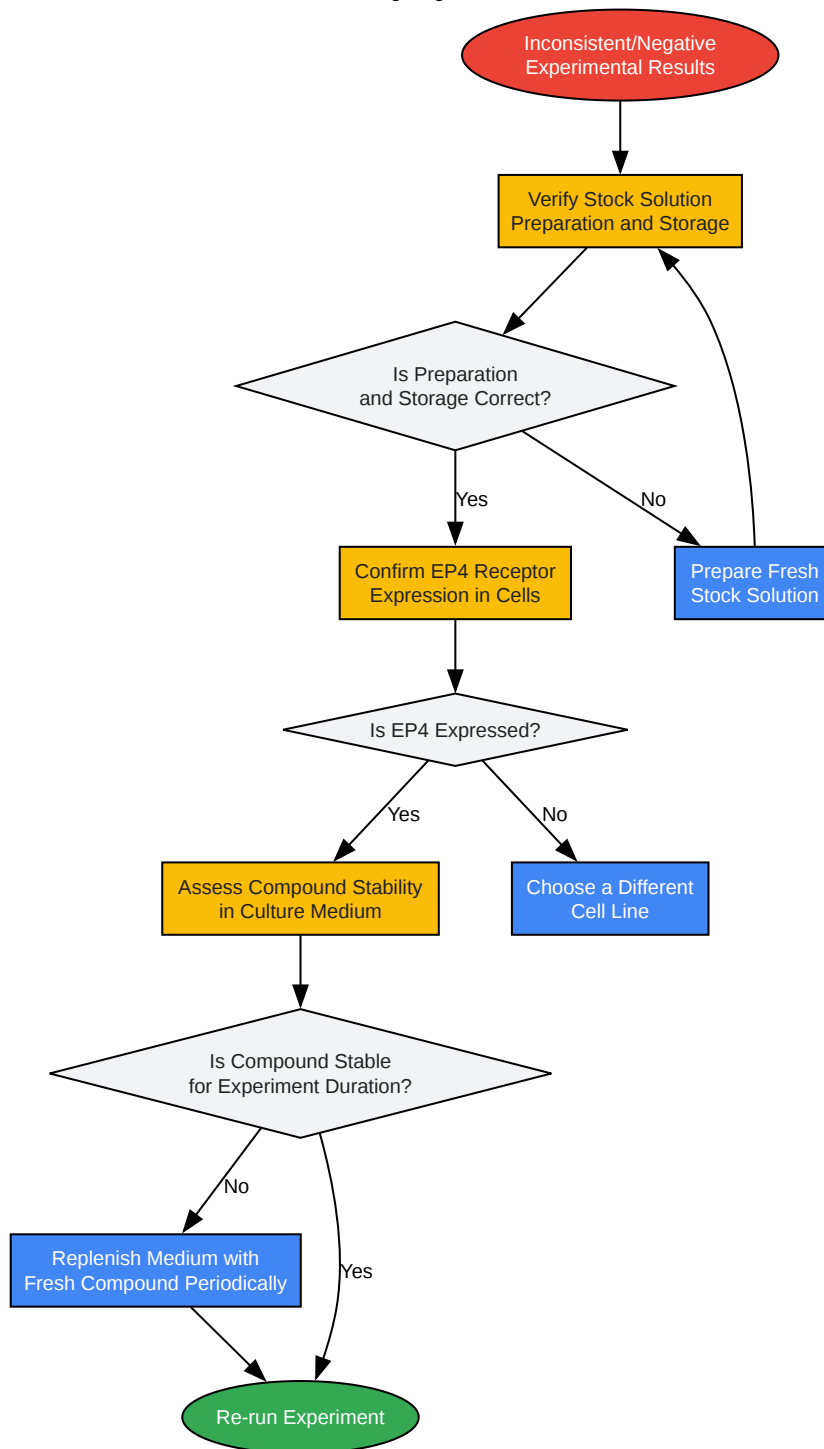 Inconsistent/Negative
Experimental Results
Verify Stock Solution
Preparation and Storage
Is Preparation
and Storage Correct?
Yes
No
Confirm EP4 Receptor
Expression in Cells
Prepare Fresh
Stock Solution
Is EP4 Expressed?
Yes
No
Assess Compound Stability
in Culture Medium
Choose a Different
Cell Line
Is Compound Stable
for Experiment Duration?
No
Yes
Replenish Medium with
Fresh Compound Periodically
Re-run Experiment